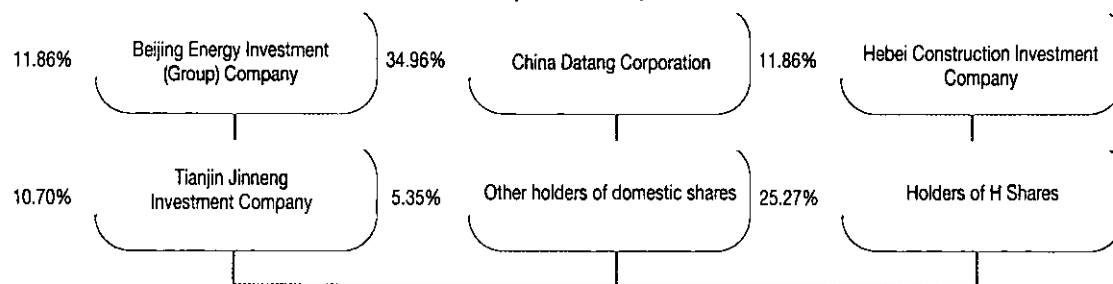 11.86%
Beijing Energy Investment
(Group) Company
34.96%
China Datang Corporation
11.86%
Hebei Construction Investment
Company
10.70%
Tianjin Jinneng
Investment Company
5.35%
Other holders of domestic shares
25.27%
Holders of H Shares